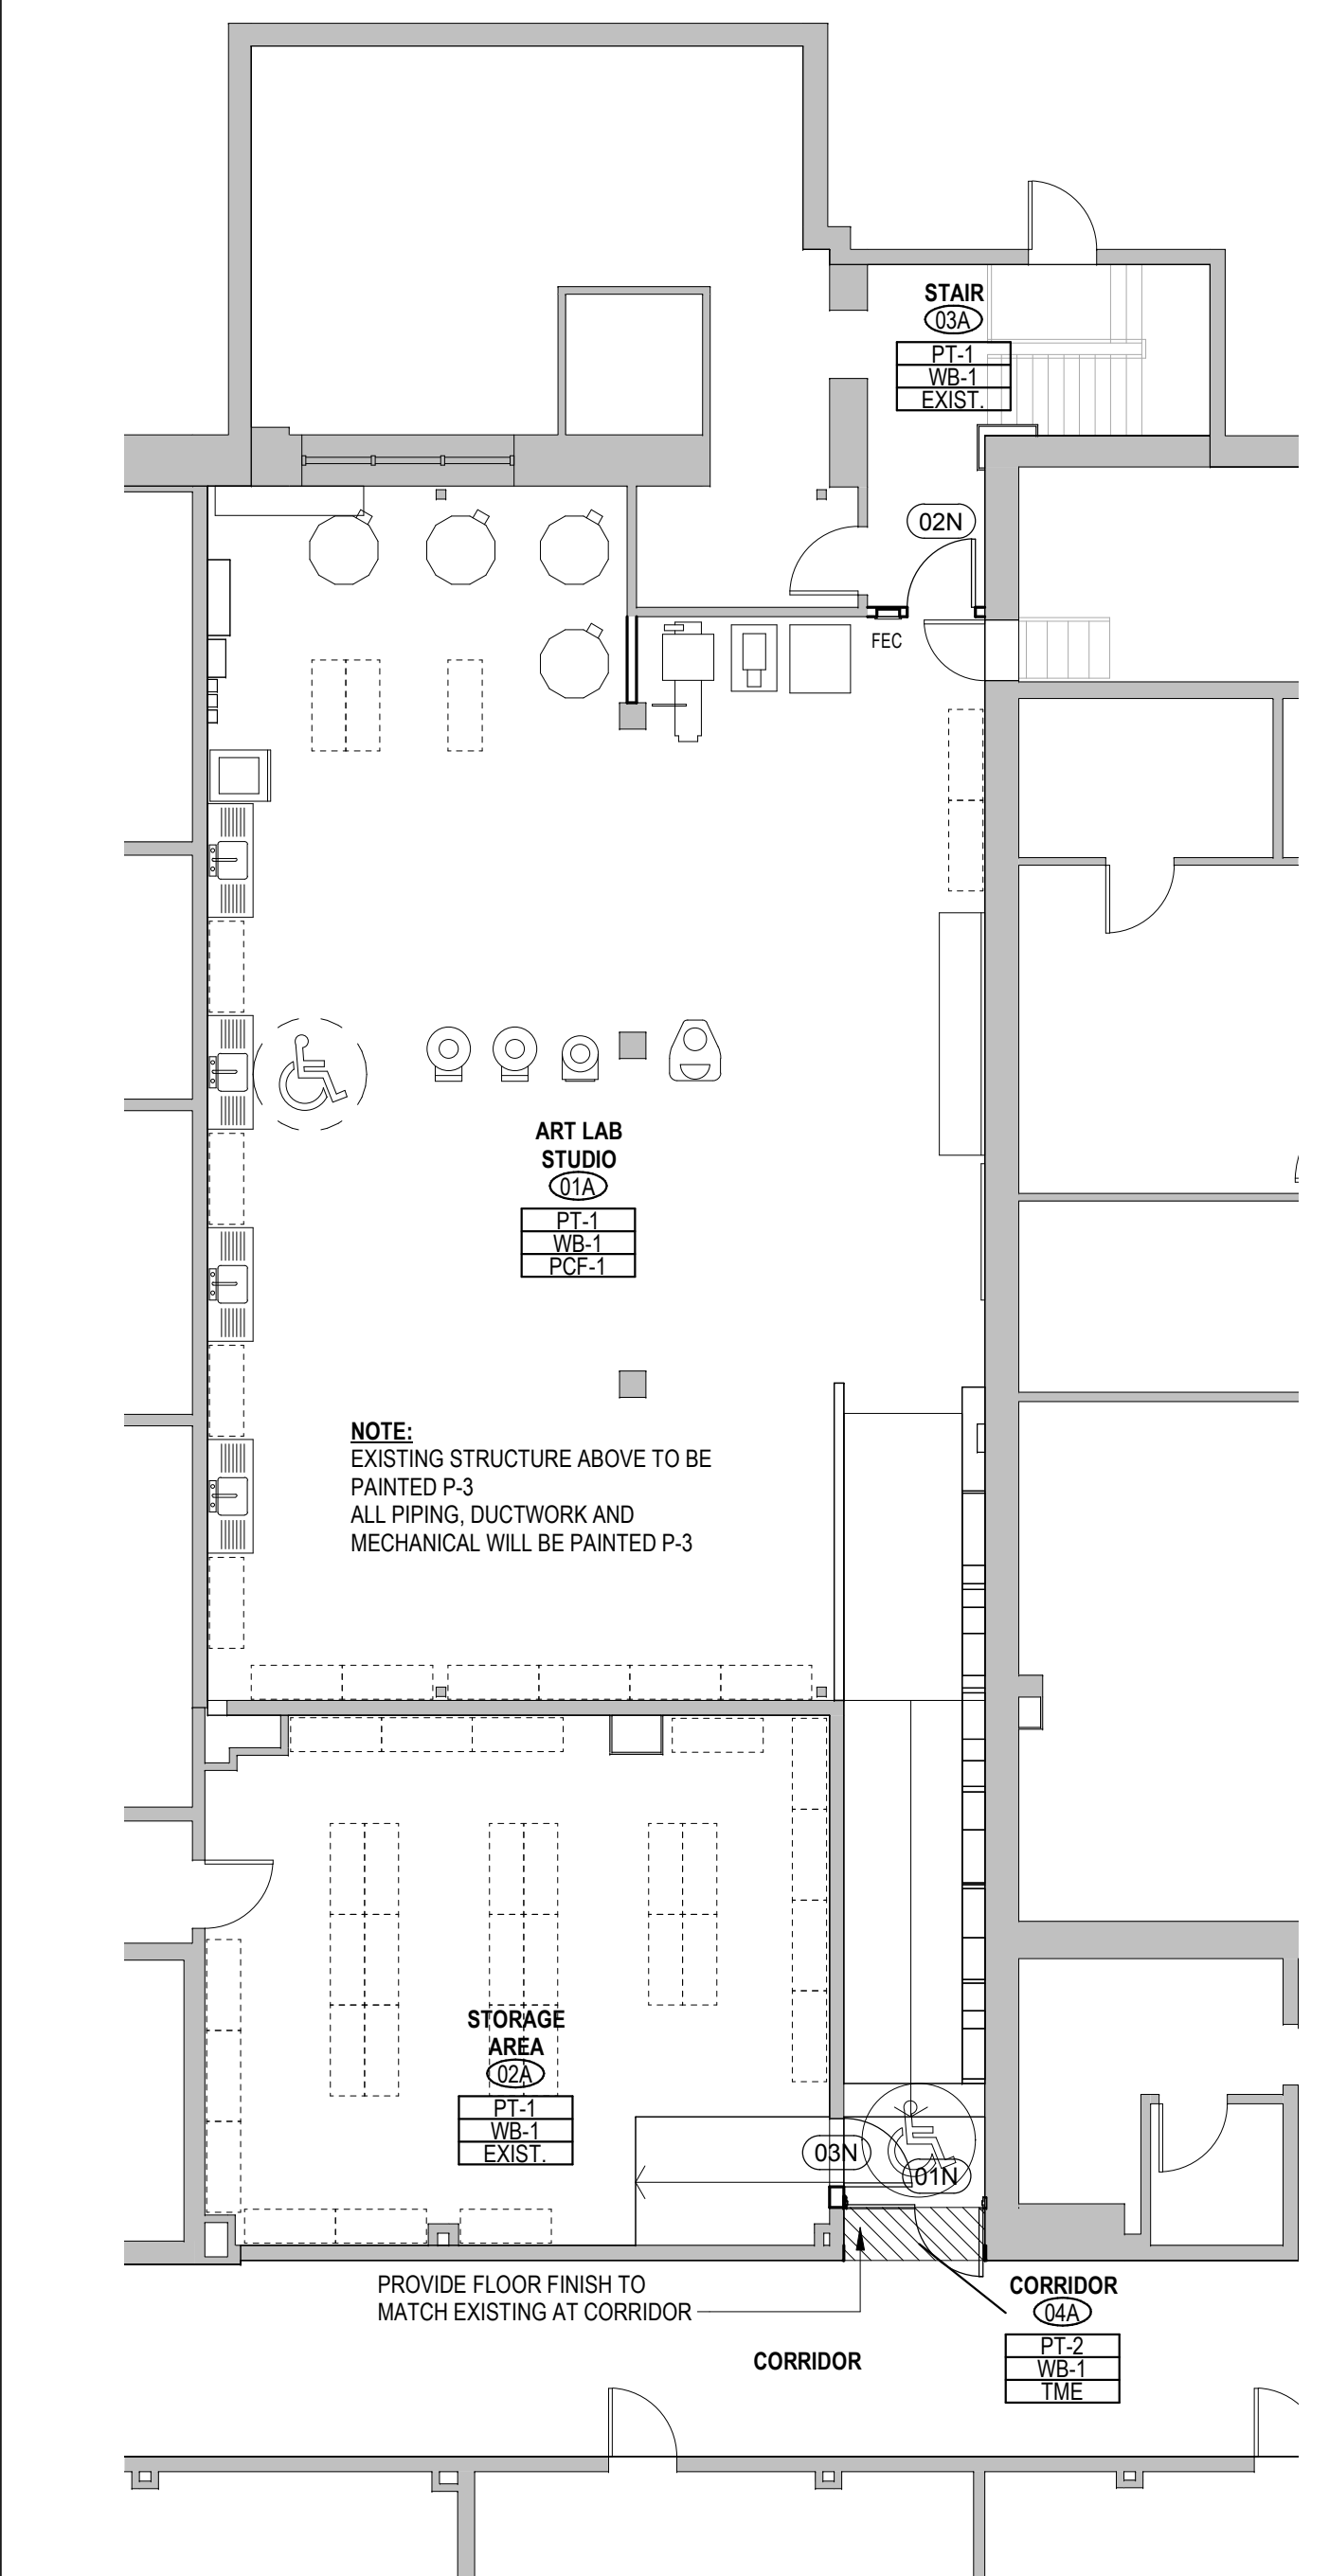 STAIR
03A
PT-1
WB-1
EXIST.
02N
FEC
ART LAB
STUDIO
01A
PT-1
WB-1
PCF-1
NOTE:
EXISTING STRUCTURE ABOVE TO BE
PAINTED P-3
ALL PIPING, DUCTWORK AND
MECHANICAL WILL BE PAINTED P-3
STORAGE
AREA
02A
PT-1
WB-1
EXIST.
03N
01N
PROVIDE FLOOR FINISH TO
MATCH EXISTING AT CORRIDOR
CORRIDOR
04A
PT-2
WB-1
TME
CORRIDOR